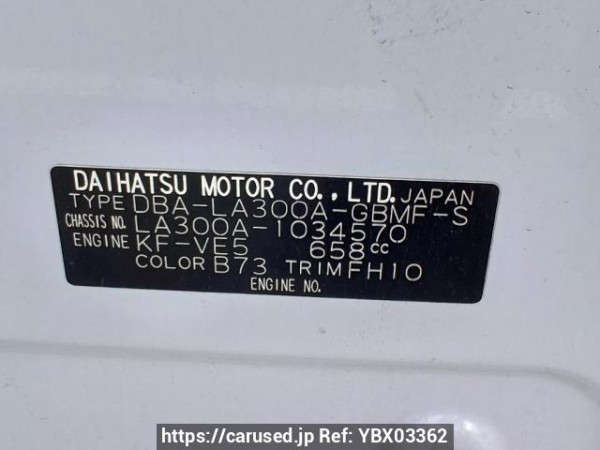 DAIHATSU MOTOR CO., LTD. JAPAN
TYPE DBA-LA300A-GBMF-S
CHASSIS NO. LA300A-1034570
ENGINE KF-VE5 658cc
COLOR B73 TRIM FH10
ENGINE NO.
https://carused.jp Ref: YBX03362